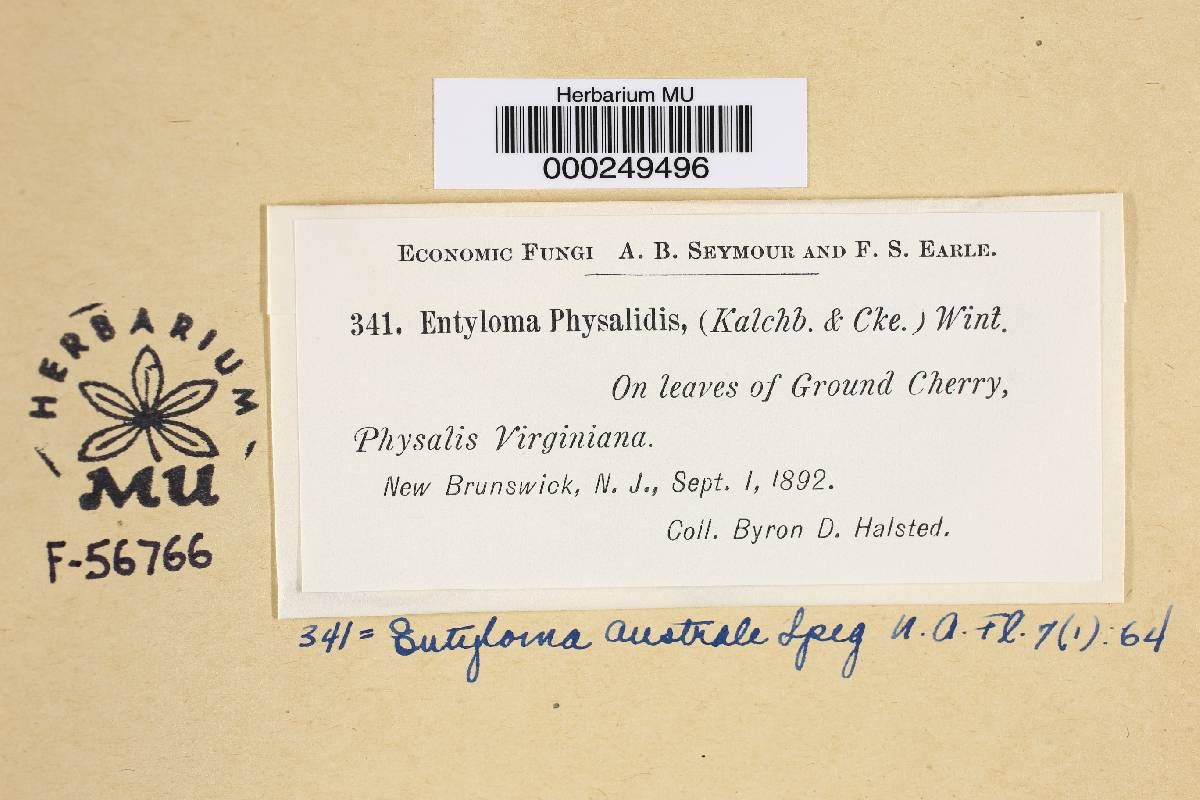 Herbarium MU
000249496
ECONOMIC FUNGI A. B. SEYMOUR AND F. S. EARLE.
341. Entyloma Physalidis, (Kalchb. & Cke.) Wint.
On leaves of Ground Cherry,
Physalis Virginiana.
New Brunswick, N. J., Sept. 1, 1892.
Coll. Byron D. Halsted.
HERBARIUM
MU
F-56766
341 = Entyloma australe Speg N. A. Fl. 7(1):64